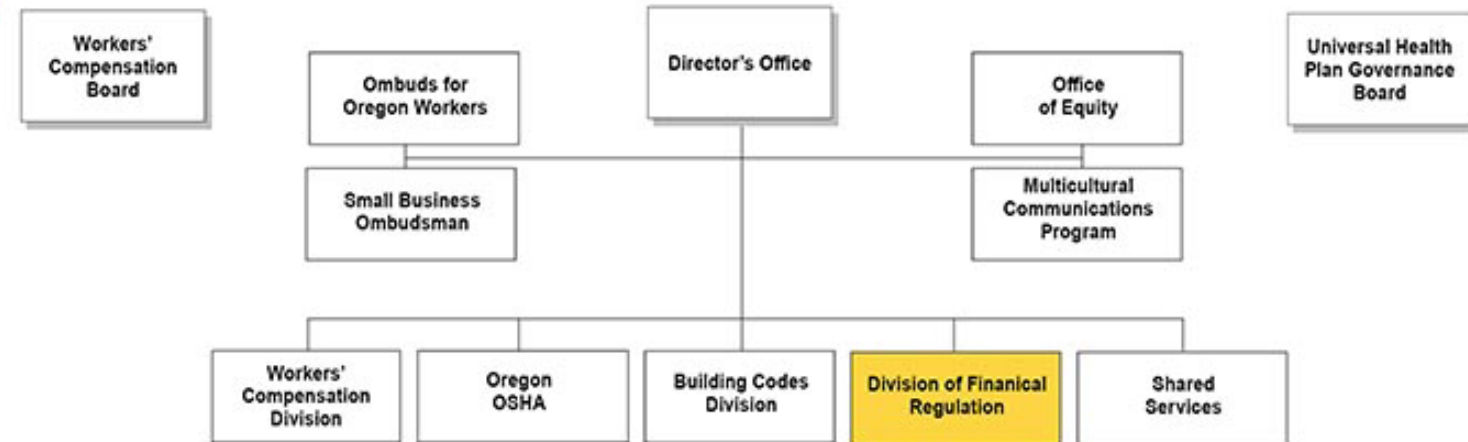 Workers'
Compensation
Board
Ombuds for
Oregon Workers
Director's Office
Office
of Equity
Universal Health
Plan Governance
Board
Small Business
Ombudsman
Multicultural
Communications
Program
Workers'
Compensation
Division
Oregon
OSHA
Building Codes
Division
Division of Finanical
Regulation
Shared
Services